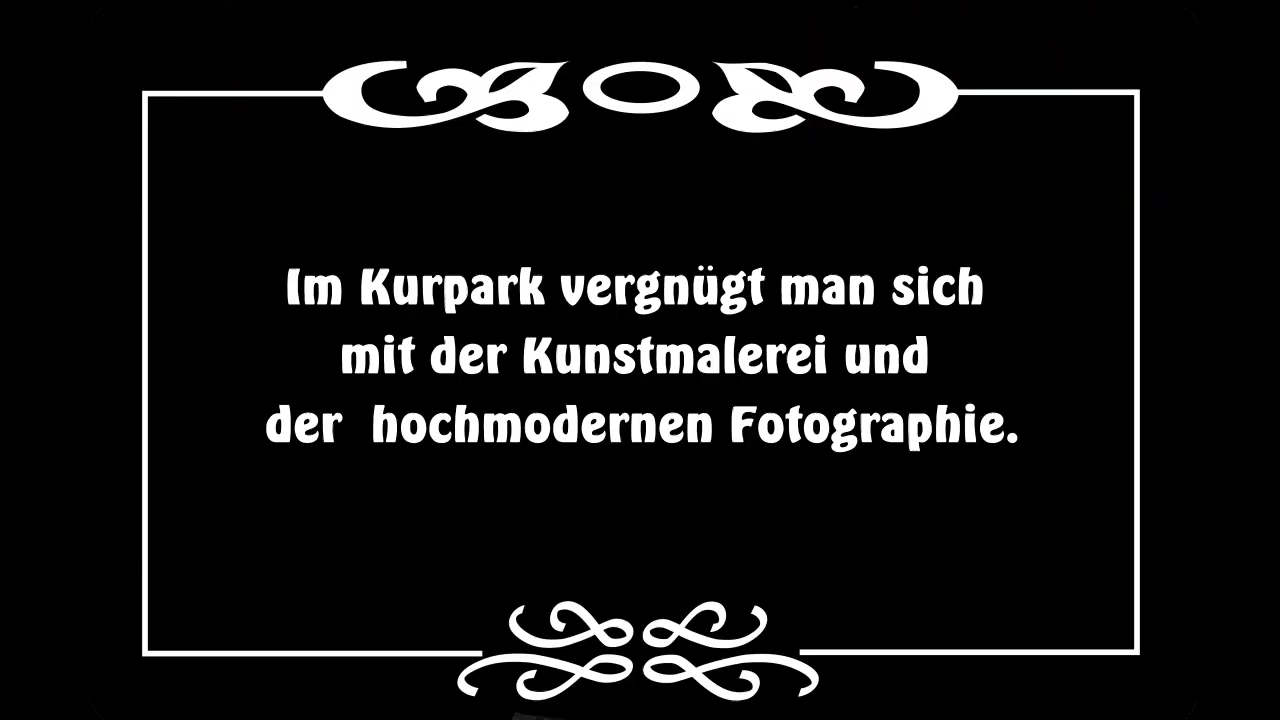 Im Kurpark vergnügt man sich
mit der Kunstmalerei und
der hochmodernen Fotographie.